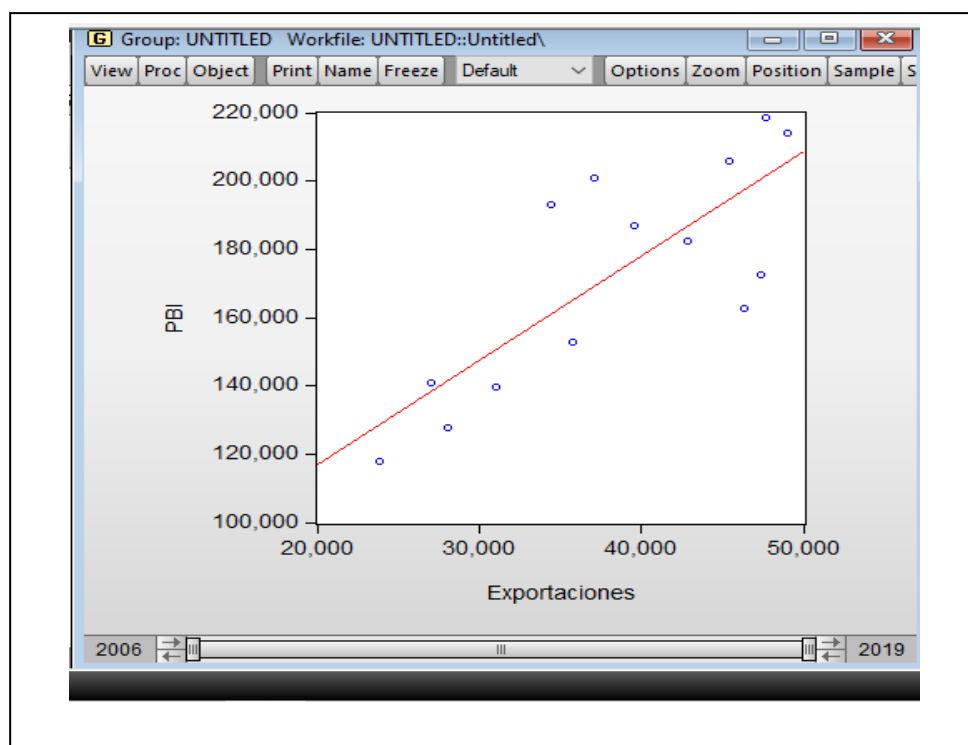 G Group: UNTITLED Workfile: UNTITLED::Untitled\
View Proc Object Print Name Freeze Default Options Zoom Position Sample S
220,000
200,000
180,000
160,000
140,000
120,000
100,000
PBI
20,000 30,000 40,000 50,000
Exportaciones
2006 2019